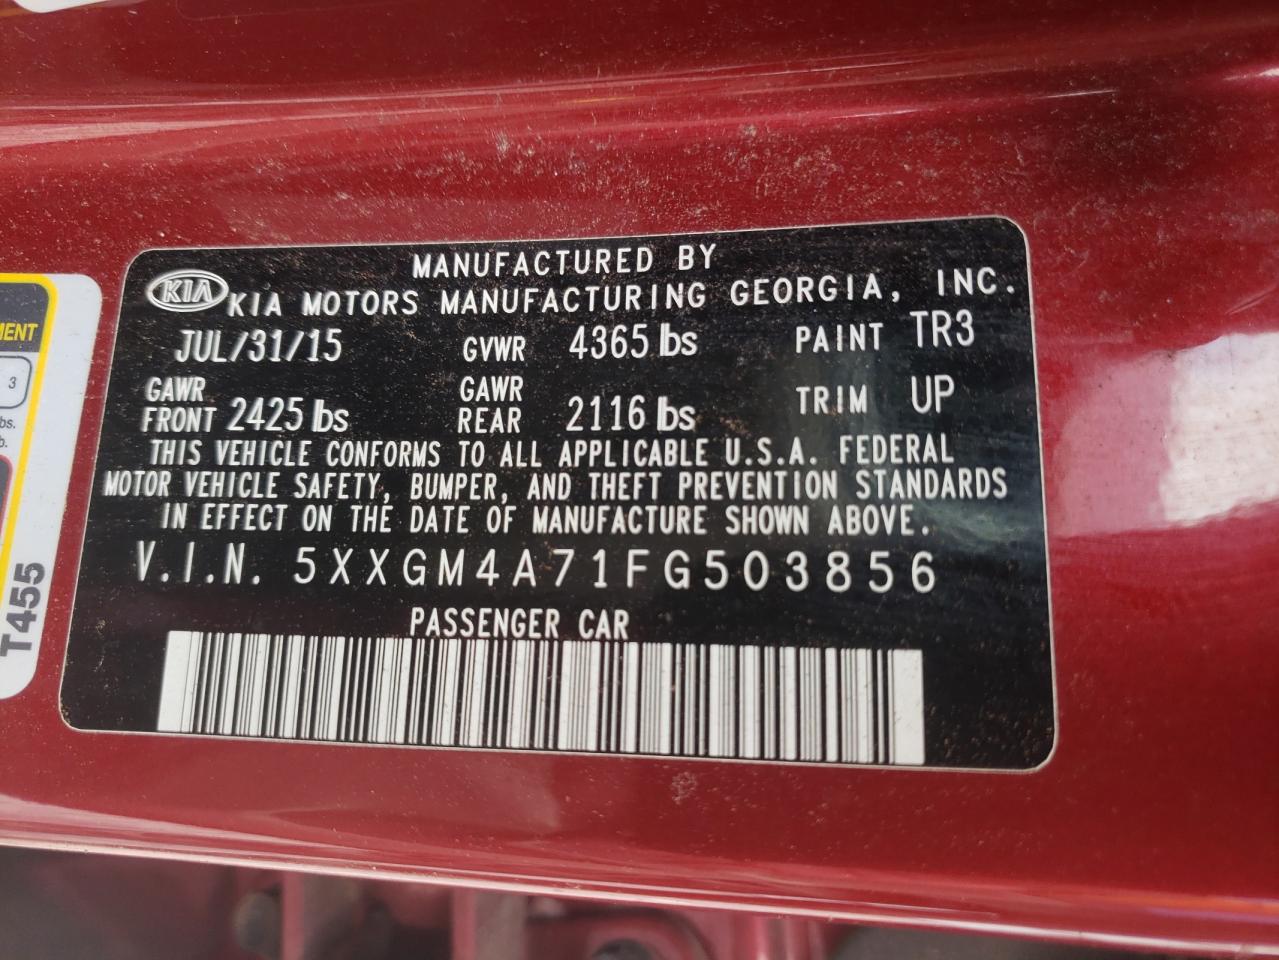 MANUFACTURED BY
KIA KIA MOTORS MANUFACTURING GEORGIA, INC.
JUL/31/15 GVWR 4365 lbs PAINT TR3
GAWR FRONT 2425 lbs GAWR REAR 2116 lbs TRIM UP
THIS VEHICLE CONFORMS TO ALL APPLICABLE U.S.A. FEDERAL
MOTOR VEHICLE SAFETY, BUMPER, AND THEFT PREVENTION STANDARDS
IN EFFECT ON THE DATE OF MANUFACTURE SHOWN ABOVE.
V.I.N. 5XXGM4A71FG503856
PASSENGER CAR
3
T455